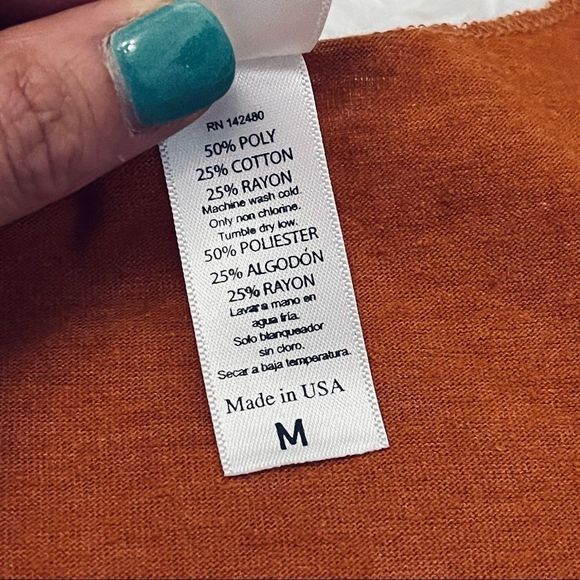 RN 142480
50% POLY
25% COTTON
25% RAYON
Machine wash cold.
Only non chlorine.
Tumble dry low.
50% POLIESTER
25% ALGODÓN
25% RAYON
Lavar a mano en
agua fría.
Solo blanqueador
sin cloro.
Secar a baja temperatura.
Made in USA
M